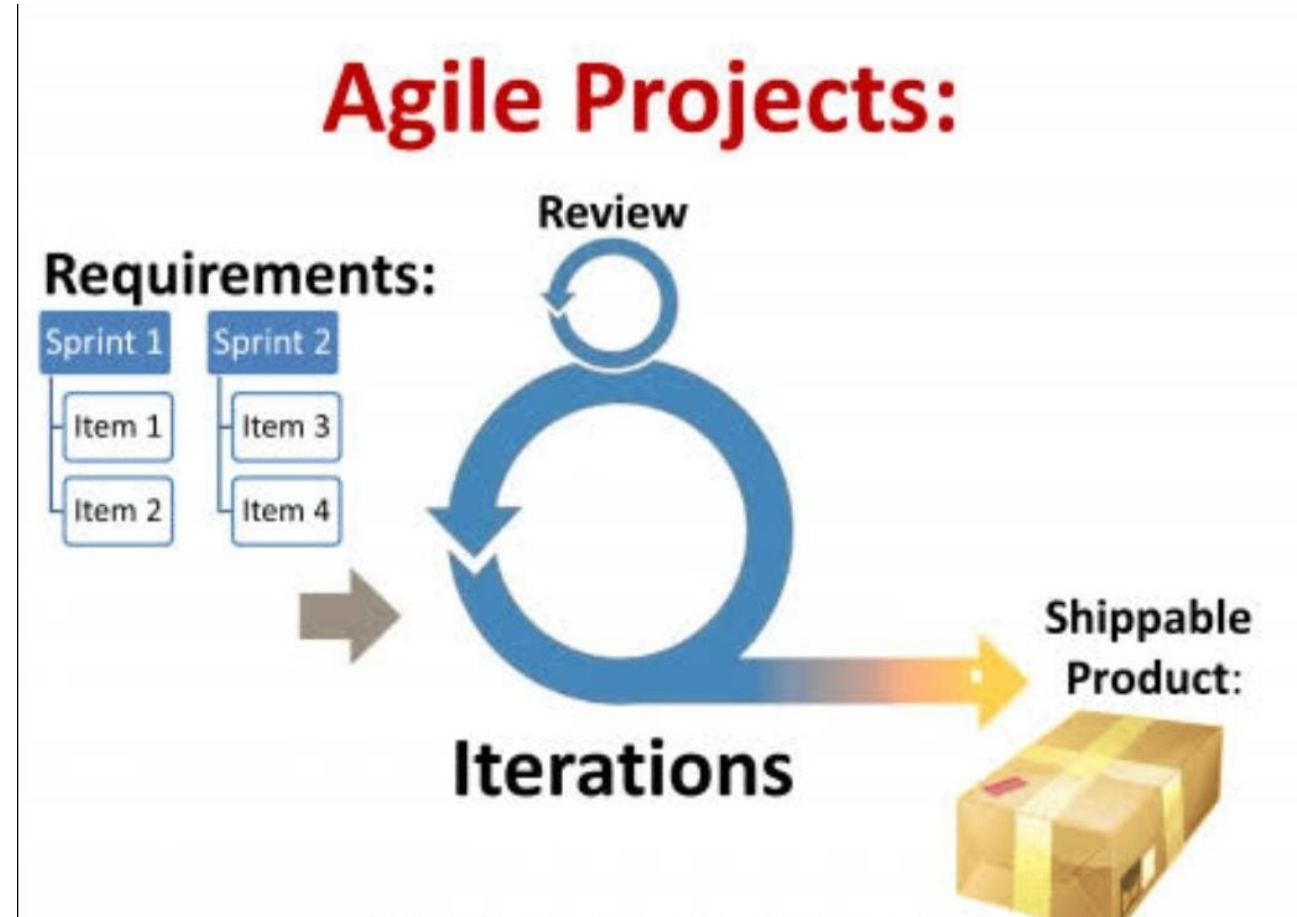 Agile Projects:
Review
Requirements:
Sprint 1
Sprint 2
Item 1
Item 3
Item 2
Item 4
Shippable
Product:
Iterations